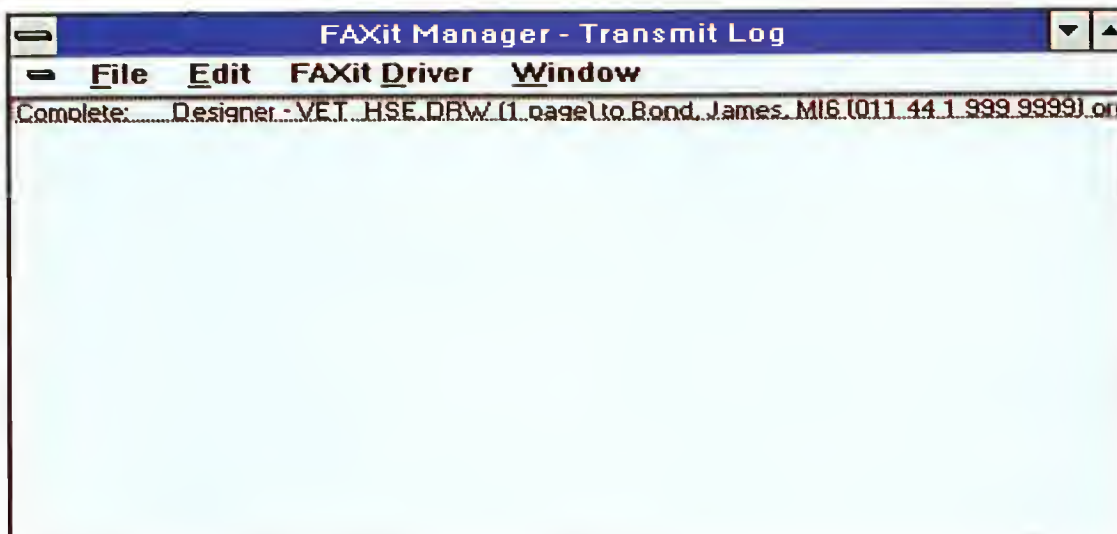 FAXit Manager - Transmit Log
File Edit FAXit Driver Window
Complete: Designer - VET_HSE.DRW (1 page) to Bond, James, MI6 (011 44 1 999 9999) on